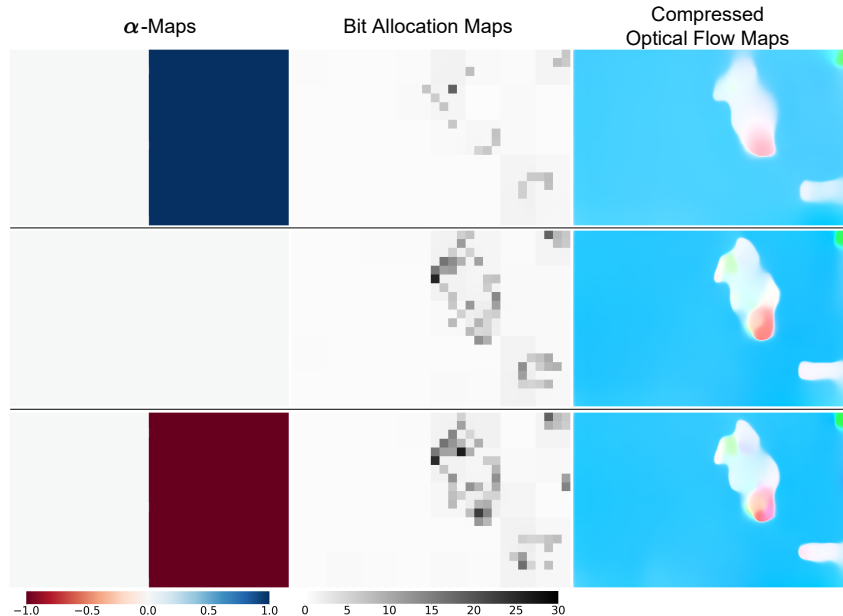 α-Maps
Bit Allocation Maps
Compressed
Optical Flow Maps
−1.0 −0.5 0.0 0.5 1.0
0 5 10 15 20 25 30